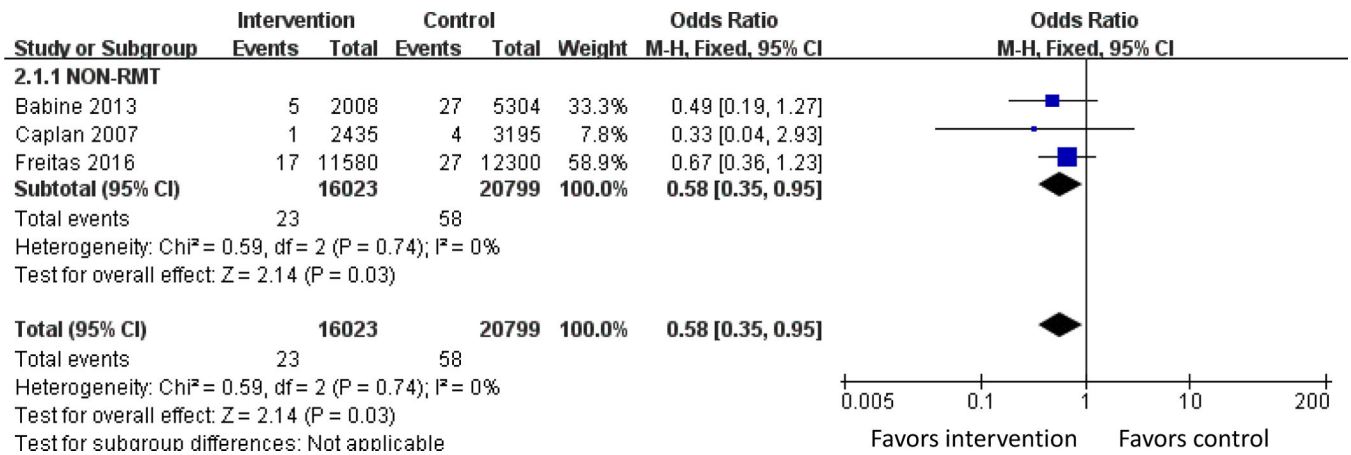 Intervention Control Odds Ratio Odds Ratio
Study or Subgroup Events Total Events Total Weight M-H, Fixed, 95% CI M-H, Fixed, 95% CI
2.1.1 NON-RMT
Babine 2013 5 2008 27 5304 33.3% 0.49 [0.19, 1.27]
Caplan 2007 1 2435 4 3195 7.8% 0.33 [0.04, 2.93]
Freitas 2016 17 11580 27 12300 58.9% 0.67 [0.36, 1.23]
Subtotal (95% CI) 16023 20799 100.0% 0.58 [0.35, 0.95]
Total events 23 58
Heterogeneity: Chi² = 0.59, df = 2 (P = 0.74); I² = 0%
Test for overall effect: Z = 2.14 (P = 0.03)
Total (95% CI) 16023 20799 100.0% 0.58 [0.35, 0.95]
Total events 23 58
Heterogeneity: Chi² = 0.59, df = 2 (P = 0.74); I² = 0%
Test for overall effect: Z = 2.14 (P = 0.03)
Test for subgroup differences: Not applicable
0.005 0.1 1 10 200
Favors intervention Favors control